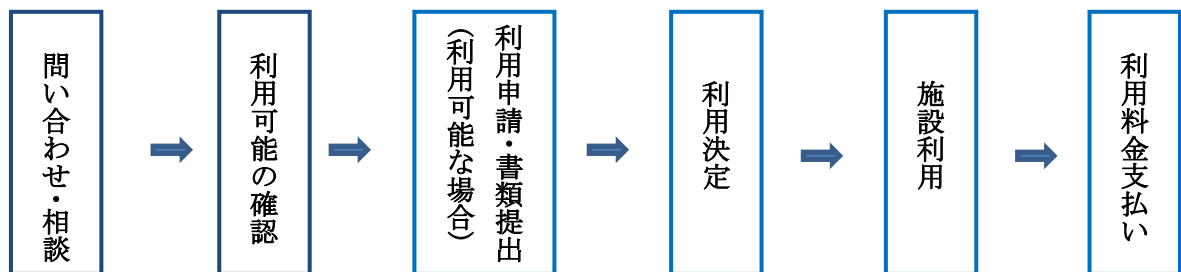 問い合わせ・相談
利用可能の確認
利用申請・書類提出
（利用可能な場合）
利用決定
施設利用
利用料金支払い